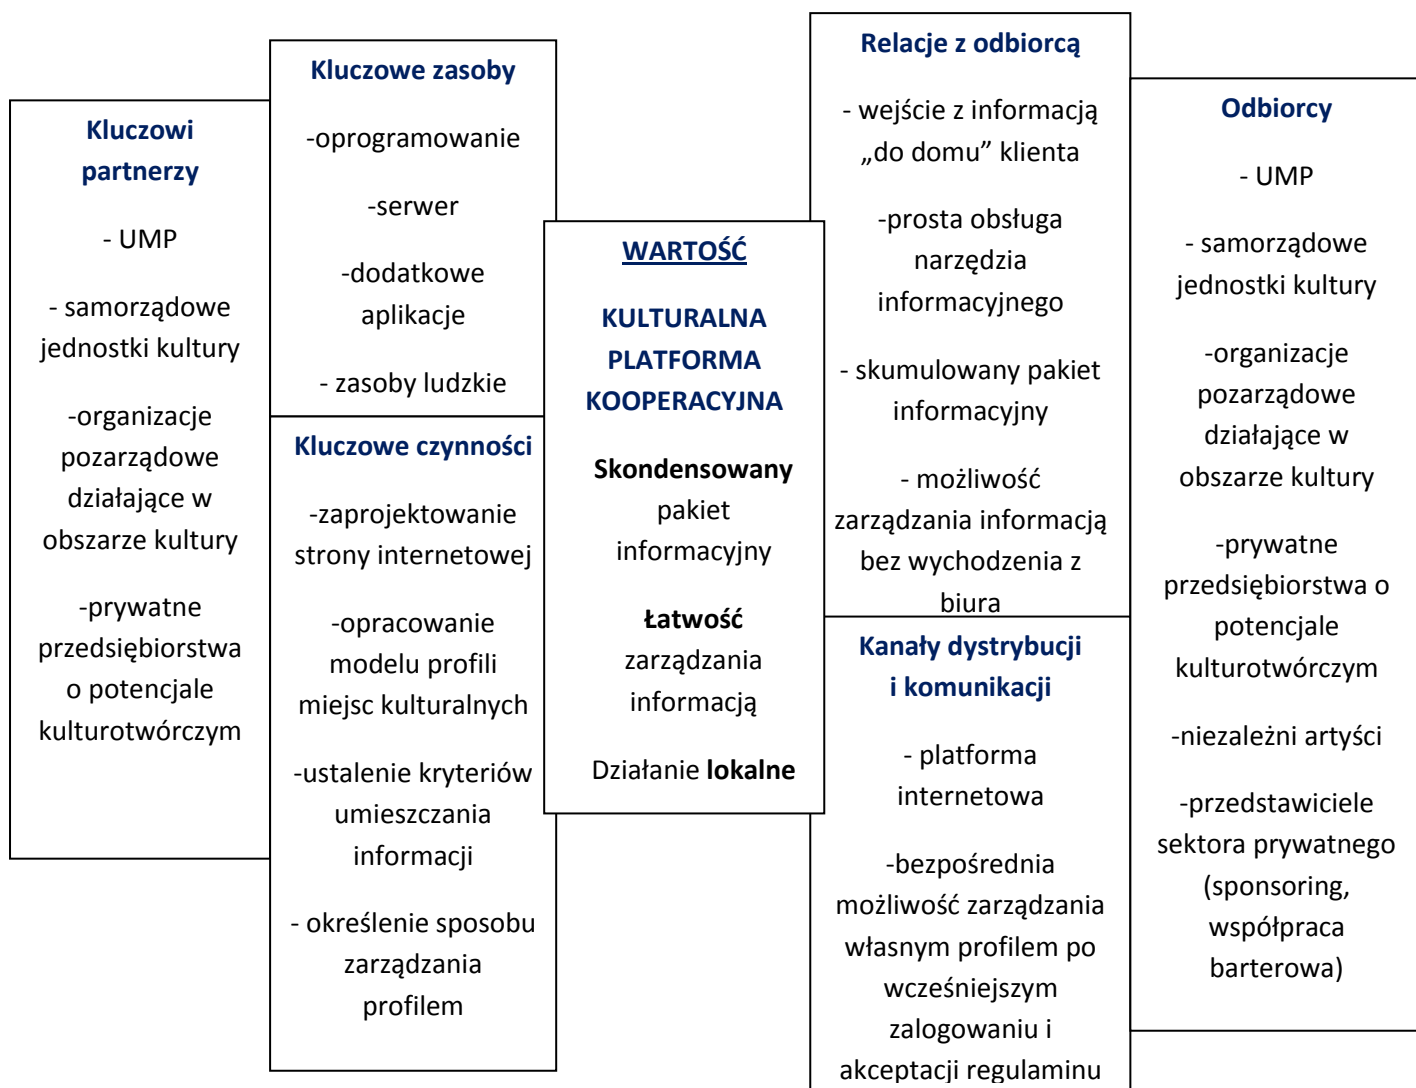 Kluczowi
partnerzy
- UMP
- samorządowe
jednostki kultury
-organizacje
pozarządowe
działające w
obszarze kultury
-prywatne
przedsiębiorstwa
o potencjale
kulturotwórczym
Kluczowe zasoby
-oprogramowanie
-serwer
-dodatkowe
aplikacje
- zasoby ludzkie
Kluczowe czynności
-zaprojektowanie
strony internetowej
-opracowanie
modelu profili
miejsc kulturalnych
-ustalenie kryteriów
umieszczania
informacji
- określenie sposobu
zarządzania
profilem
WARTOŚĆ
KULTURALNA
PLATFORMA
KOOPERACYJNA
Skondensowany
pakiet
informacyjny
Łatwość
zarządzania
informacją
Działanie lokalne
Relacje z odbiorcą
- wejście z informacją
„do domu” klienta
-prosta obsługa
narzędzia
informacyjnego
- skumulowany pakiet
informacyjny
- możliwość
zarządzania informacją
bez wychodzenia z
biura
Kanały dystrybucji
i komunikacji
- platforma
internetowa
-bezpośrednia
możliwość zarządzania
własnym profilem po
wcześniejszym
zalogowaniu i
akceptacji regulaminu
Odbiorcy
- UMP
- samorządowe
jednostki kultury
-organizacje
pozarządowe
działające w
obszarze kultury
-prywatne
przedsiębiorstwa o
potencjale
kulturotwórczym
-niezależni artyści
-przedstawiciele
sektora prywatnego
(sponsoring,
współpraca
barterowa)